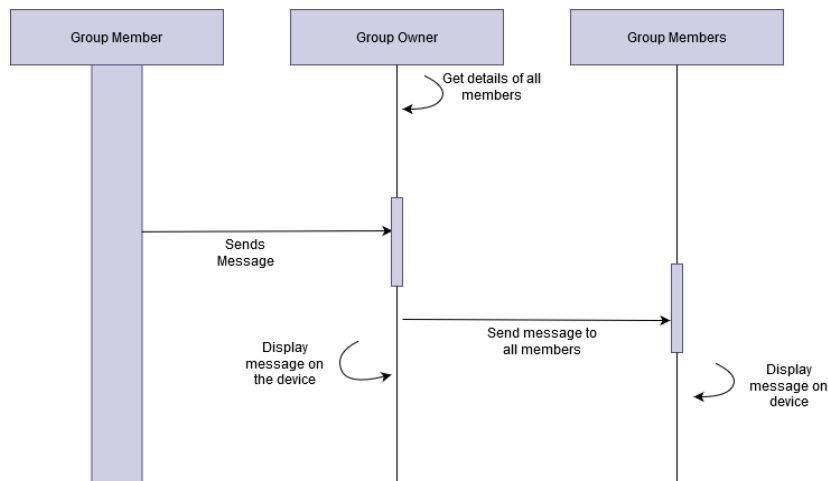 Group Member
Group Owner
Group Members
Get details of all
members
Sends
Message
Send message to
all members
Display
message on
the device
Display
message on
device